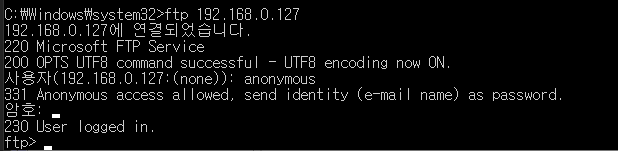 C:₩Windows₩system32>ftp 192.168.0.127
192.168.0.127에 연결되었습니다.
220 Microsoft FTP Service
200 OPTS UTF8 command successful - UTF8 encoding now ON.
사용자(192.168.0.127:(none)): anonymous
331 Anonymous access allowed, send identity (e-mail name) as password.
암호:
230 User logged in.
ftp>